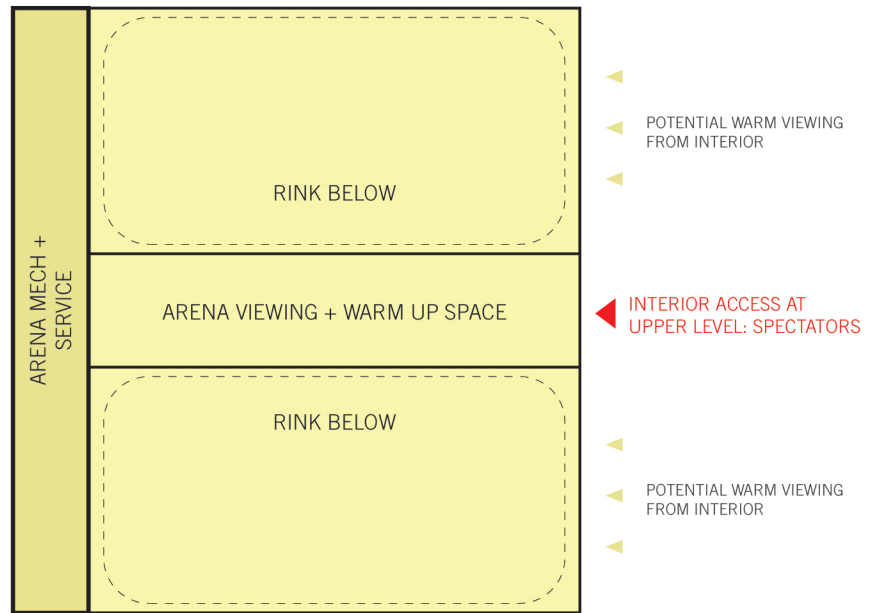 RINK BELOW
POTENTIAL WARM VIEWING
FROM INTERIOR
ARENA MECH +
SERVICE
ARENA VIEWING + WARM UP SPACE
INTERIOR ACCESS AT
UPPER LEVEL: SPECTATORS
RINK BELOW
POTENTIAL WARM VIEWING
FROM INTERIOR